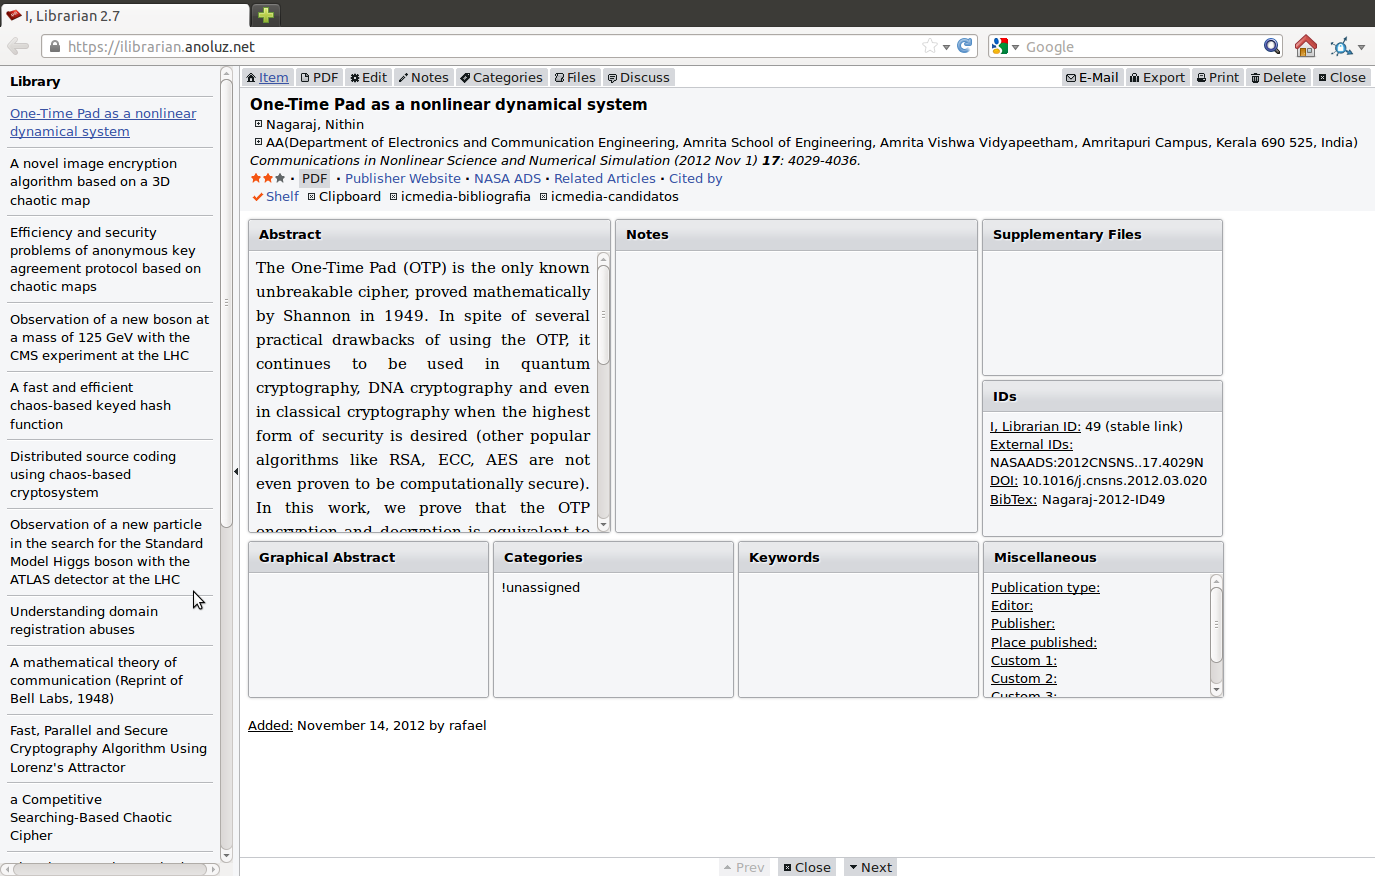 I, Librarian 2.7
https://ilibrarian.anoluz.net
Google
Library
One-Time Pad as a nonlinear
dynamical system
A novel image encryption
algorithm based on a 3D
chaotic map
Efficiency and security
problems of anonymous key
agreement protocol based on
chaotic maps
Observation of a new boson at
a mass of 125 GeV with the
CMS experiment at the LHC
A fast and efficient
chaos-based keyed hash
function
Distributed source coding
using chaos-based
cryptosystem
Observation of a new particle
in the search for the Standard
Model Higgs boson with the
ATLAS detector at the LHC
Understanding domain
registration abuses
A mathematical theory of
communication (Reprint of
Bell Labs, 1948)
Fast, Parallel and Secure
Cryptography Algorithm Using
Lorenz's Attractor
a Competitive
Searching-Based Chaotic
Cipher
Item PDF Edit Notes Categories Files Discuss
E-Mail Export Print Delete Close
One-Time Pad as a nonlinear dynamical system
Nagaraj, Nithin
AA(Department of Electronics and Communication Engineering, Amrita School of Engineering, Amrita Vishwa Vidyapeetham, Amritapuri Campus, Kerala 690 525, India)
Communications in Nonlinear Science and Numerical Simulation (2012 Nov 1) 17: 4029-4036.
★★★ · PDF · Publisher Website · NASA ADS · Related Articles · Cited by
Shelf Clipboard icmedia-bibliografia icmedia-candidatos
Abstract
The One-Time Pad (OTP) is the only known
unbreakable cipher, proved mathematically
by Shannon in 1949. In spite of several
practical drawbacks of using the OTP, it
continues to be used in quantum
cryptography, DNA cryptography and even
in classical cryptography when the highest
form of security is desired (other popular
algorithms like RSA, ECC, AES are not
even proven to be computationally secure).
In this work, we prove that the OTP
encryption and decryption is equivalent to
Notes
Supplementary Files
IDs
I, Librarian ID: 49 (stable link)
External IDs:
NASAADS:2012CNSNS..17.4029N
DOI: 10.1016/j.cnsns.2012.03.020
BibTex: Nagaraj-2012-ID49
Graphical Abstract
Categories
!unassigned
Keywords
Miscellaneous
Publication type:
Editor:
Publisher:
Place published:
Custom 1:
Custom 2:
Custom 3:
Added: November 14, 2012 by rafael
Prev Close Next